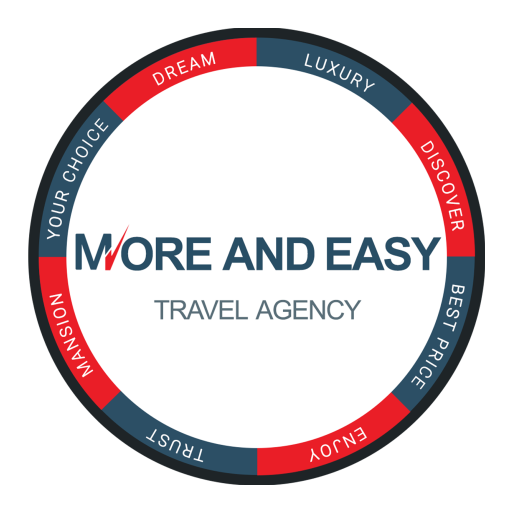 DREAM
LUXURY
DISCOVER
BEST PRICE
ENJOY
TRUST
MANSION
YOUR CHOICE
MORE AND EASY
TRAVEL AGENCY